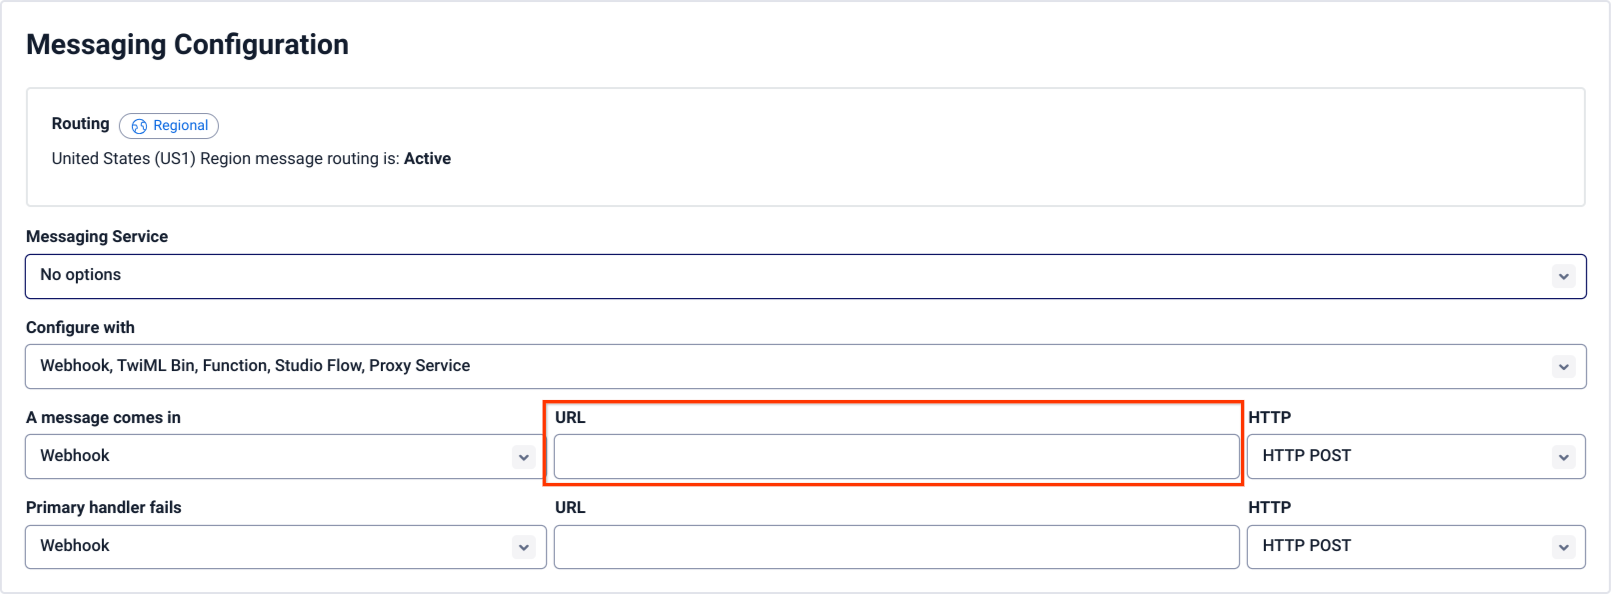 Messaging Configuration
Routing Regional
United States (US1) Region message routing is: Active
Messaging Service
No options
Configure with
Webhook, TwiML Bin, Function, Studio Flow, Proxy Service
A message comes in URL HTTP
Webhook HTTP POST
Primary handler fails URL HTTP
Webhook HTTP POST